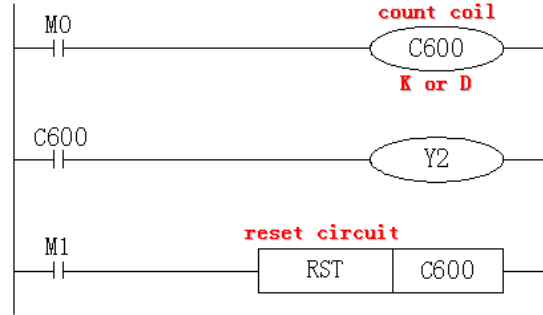 count coil
M0
C600
K or D
C600
Y2
reset circuit
M1
RST
C600